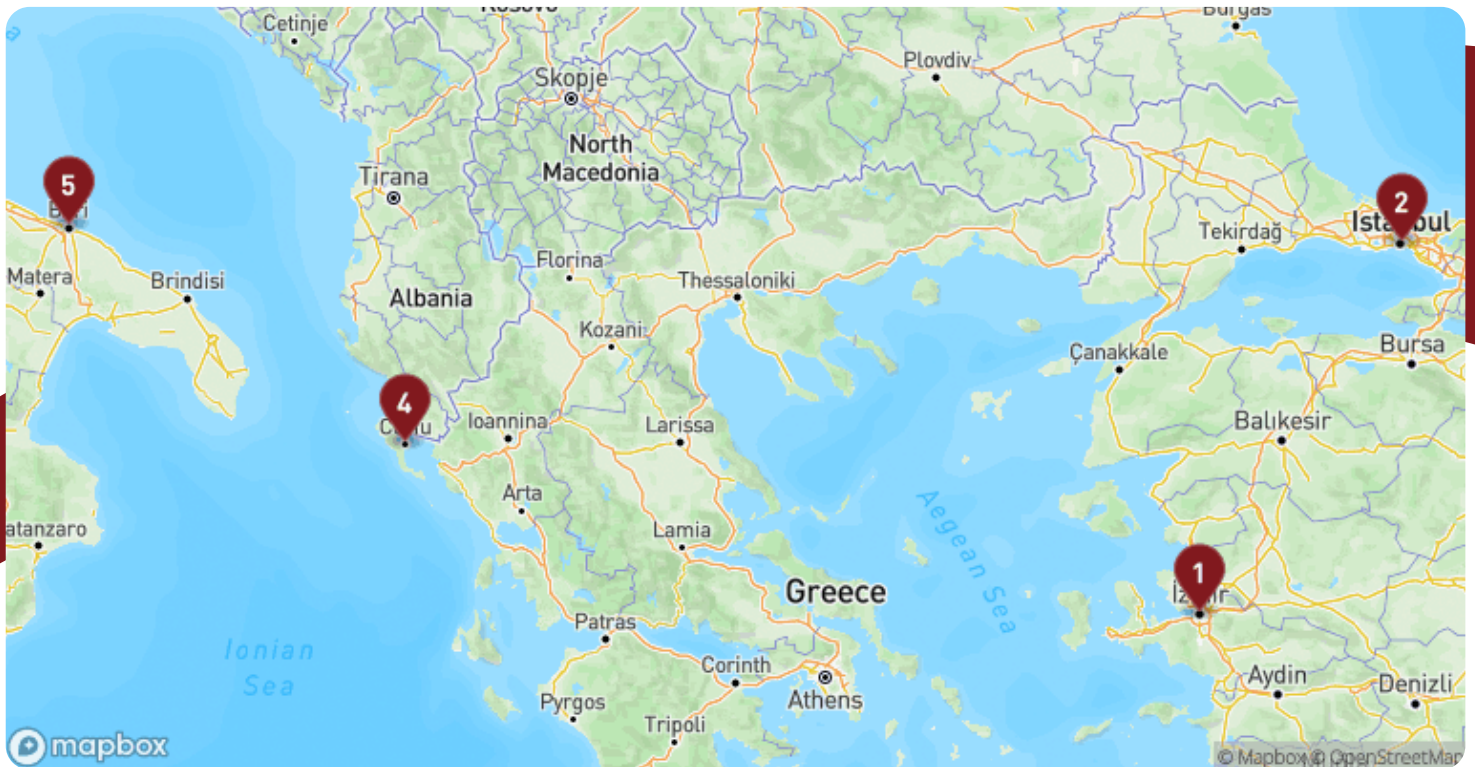 Kosovo
Burgas
Cetinje
Plovdiv
Skopje
North
Macedonia
Tirana
5
2
Istanbul
Tekirdağ
Matera
Brindisi
Florina
Thessaloniki
Albania
Kozani
Çanakkale
Bursa
4
Ioannina
Larissa
Balıkesir
Arta
atanzaro
Lamia
Aegean Sea
1
Greece
Patras
Ionian
Sea
Corinth
Athens
Aydin
Denizli
Pyrgos
Tripoli
mapbox
© Mapbox © OpenStreetMap